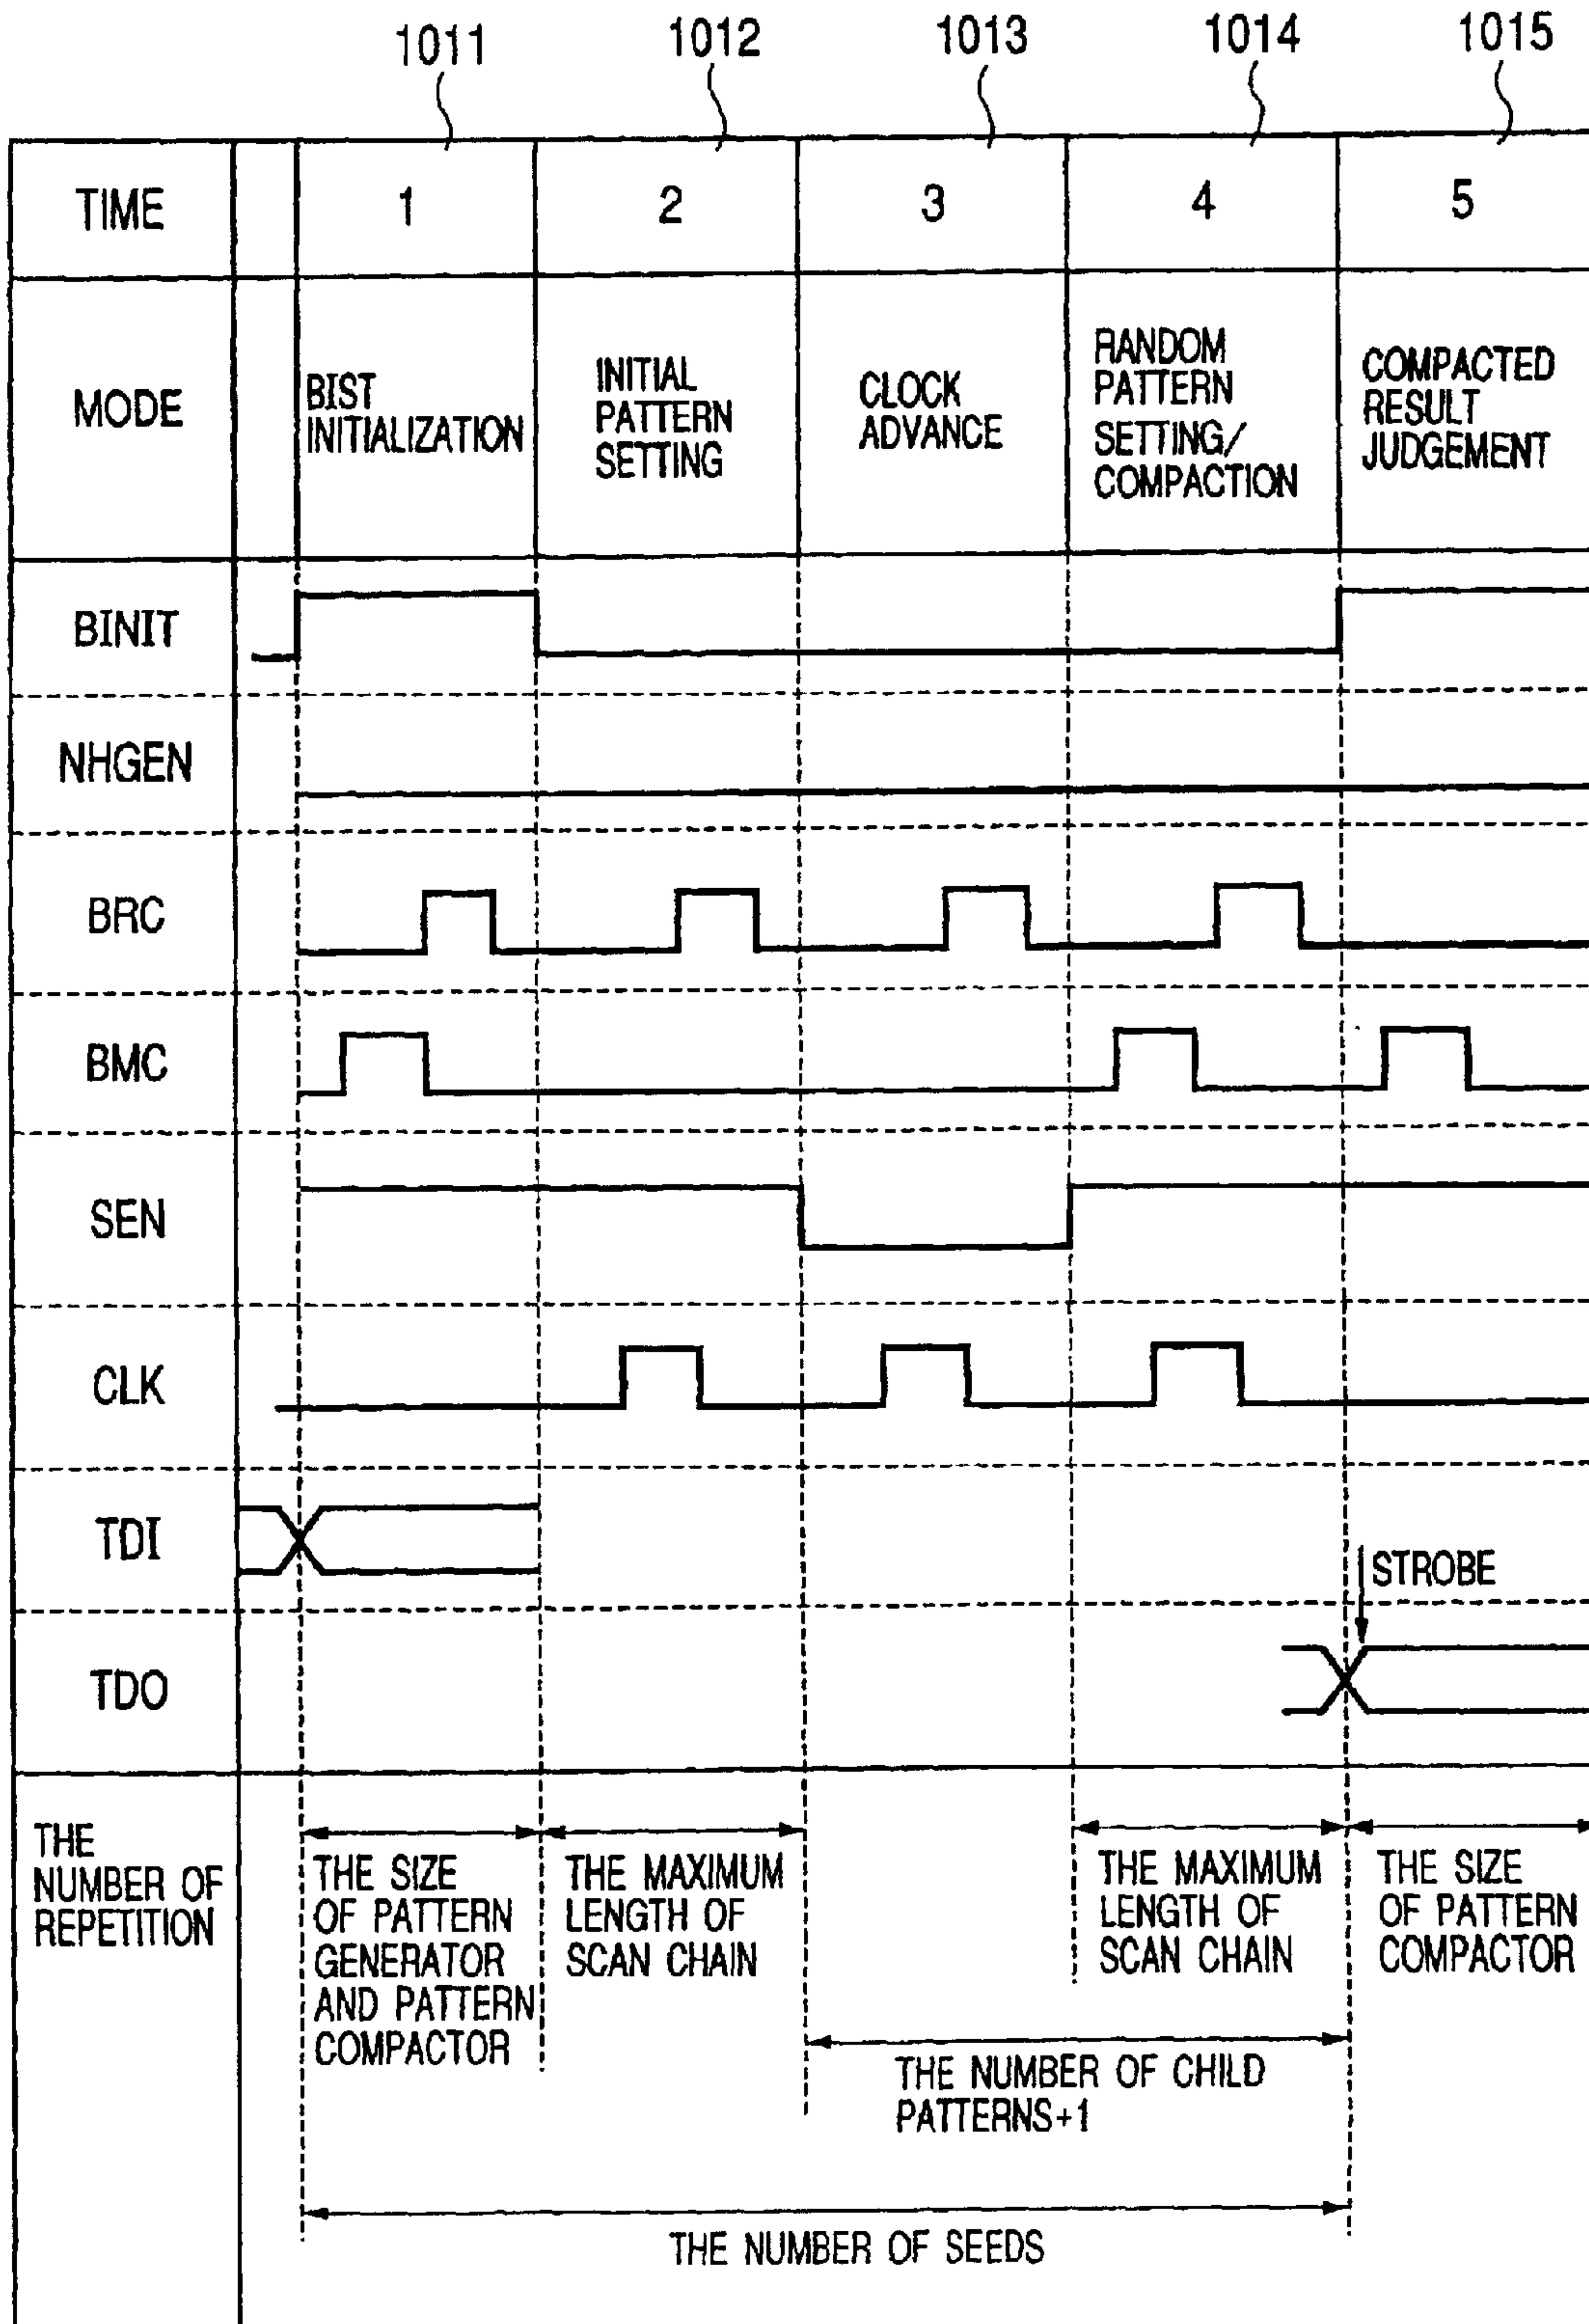 1011 1012 1013 1014 1015
TIME 1 2 3 4 5
MODE
BIST
INITIALIZATION
INITIAL
PATTERN
SETTING
CLOCK
ADVANCE
RANDOM
PATTERN
SETTING/
COMPACTION
COMPACTED
RESULT
JUDGEMENT
BINIT
NHGEN
BRC
BMC
SEN
CLK
TDI
STROBE
TDO
THE
NUMBER OF
REPETITION
THE SIZE
OF PATTERN
GENERATOR
AND PATTERN
COMPACTOR
THE MAXIMUM
LENGTH OF
SCAN CHAIN
THE MAXIMUM
LENGTH OF
SCAN CHAIN
THE SIZE
OF PATTERN
COMPACTOR
THE NUMBER OF CHILD
PATTERNS+1
THE NUMBER OF SEEDS